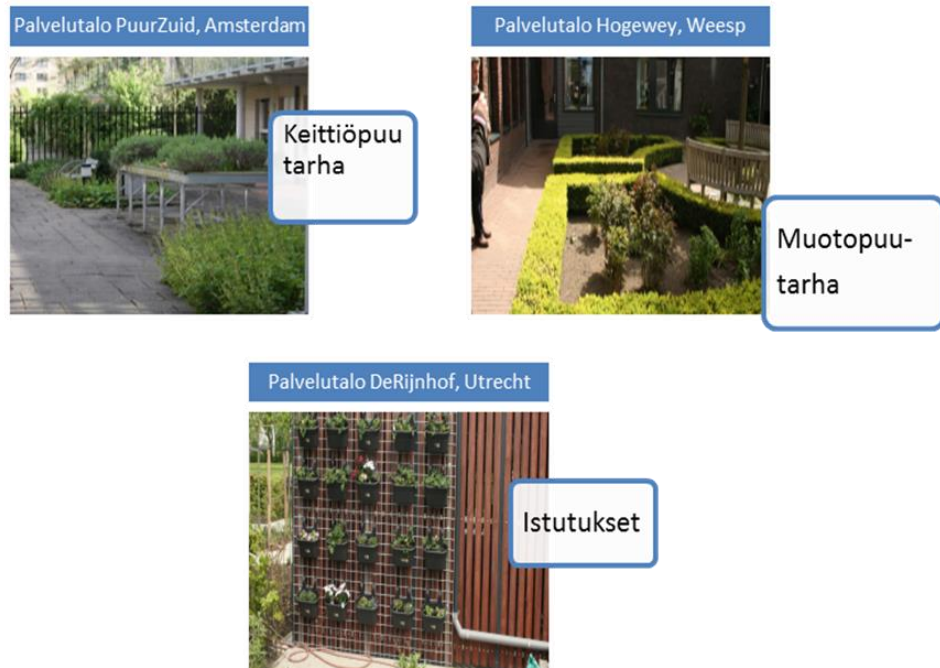 Palvelutalo PuurZuid, Amsterdam
Keittiöpuu
tarha
Palvelutalo Hogewey, Weesp
Muotopuu-
tarha
Palvelutalo DeRijnhof, Utrecht
Istutukset